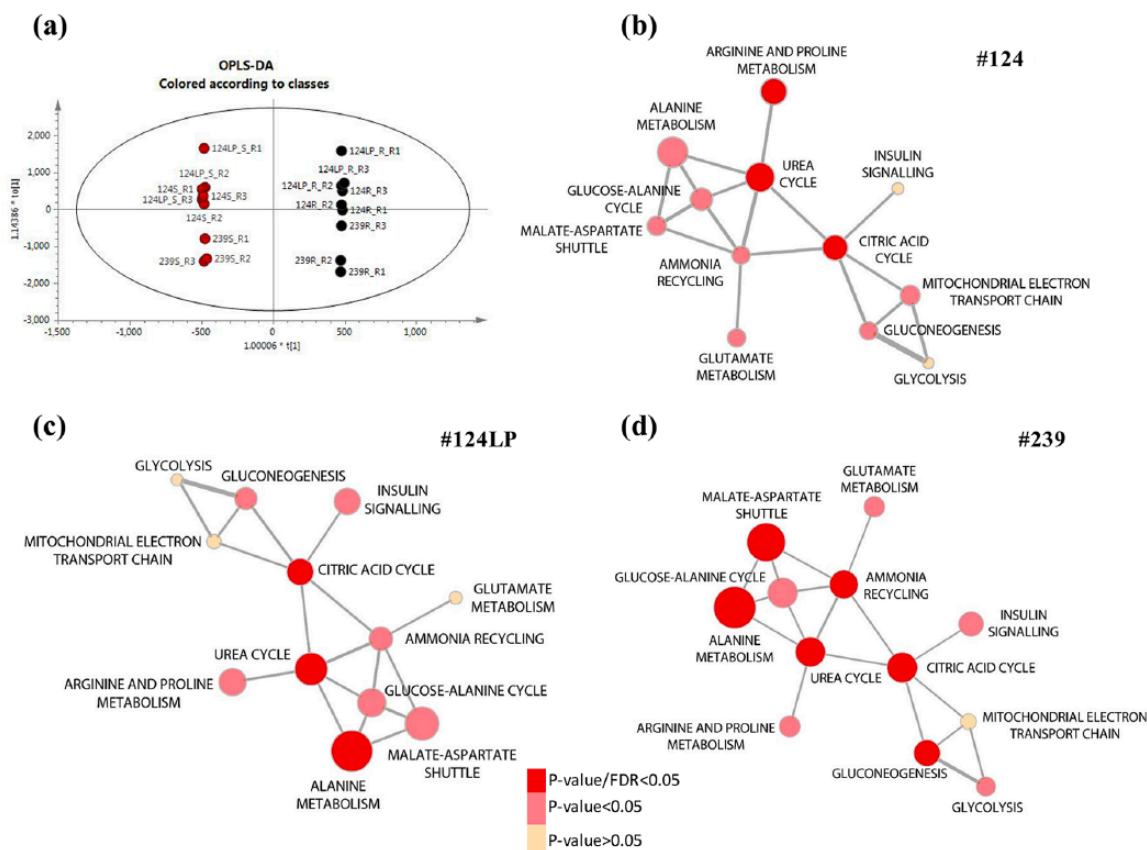 (a)
OPLS-DA
Colored according to classes
1.14386 * to[1]
2,000
1,000
0
-1,000
-2,000
-3,000
-1,500
-1,000
-500
0
500
1,000
1.00006 * t[1]
124LP_S_R1
124LP_S_R2
124S_R1
124S_R3
124LP_S_R3
124S_R2
239S_R1
239S_R3
239S_R2
124LP_R_R1
124LP_R_R3
124LP_R_R2
124R_R3
124R_R2
124R_R1
239R_R3
239R_R2
239R_R1
(b)
#124
ARGININE AND PROLINE
METABOLISM
ALANINE
METABOLISM
UREA
CYCLE
INSULIN
SIGNALLING
GLUCOSE-ALANINE
CYCLE
MALATE-ASPARTATE
SHUTTLE
CITRIC ACID
CYCLE
AMMONIA
RECYCLING
MITOCHONDRIAL ELECTRON
TRANSPORT CHAIN
GLUCONEOGENESIS
GLUTAMATE
METABOLISM
GLYCOLYSIS
(c)
#124LP
GLYCOLYSIS
GLUCONEOGENESIS
INSULIN
SIGNALLING
MITOCHONDRIAL ELECTRON
TRANSPORT CHAIN
CITRIC ACID CYCLE
GLUTAMATE
METABOLISM
AMMONIA RECYCLING
UREA CYCLE
ARGININE AND PROLINE
METABOLISM
GLUCOSE-ALANINE CYCLE
MALATE-ASPARTATE
SHUTTLE
ALANINE
METABOLISM
(d)
#239
GLUTAMATE
METABOLISM
MALATE-ASPARTATE
SHUTTLE
GLUCOSE-ALANINE CYCLE
AMMONIA
RECYCLING
ALANINE
METABOLISM
INSULIN
SIGNALLING
UREA CYCLE
CITRIC ACID CYCLE
ARGININE AND PROLINE
METABOLISM
MITOCHONDRIAL ELECTRON
TRANSPORT CHAIN
GLUCONEOGENESIS
GLYCOLYSIS
P-value/FDR<0.05
P-value<0.05
P-value>0.05